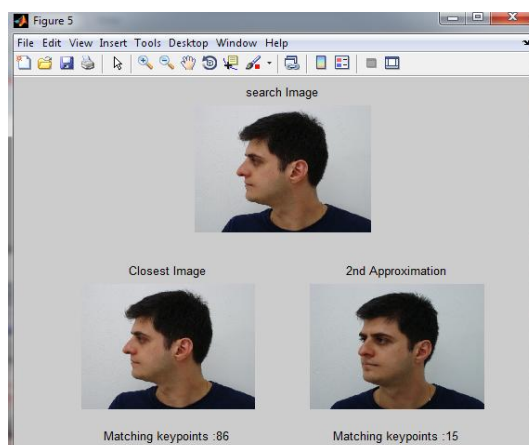 Figure 5
File Edit View Insert Tools Desktop Window Help
search Image
Closest Image
2nd Approximation
Matching keypoints :86
Matching keypoints :15